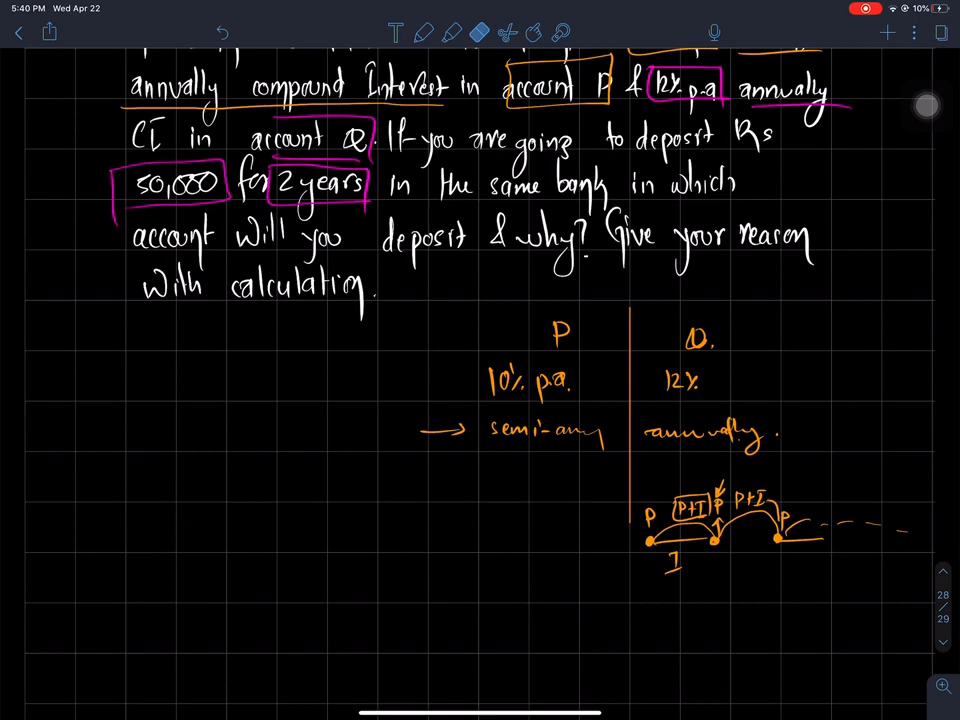 5:40 PM Wed Apr 22
10%
annually compound Interest in account P & 12% p.a annually
CI in account Q. If you are going to deposit Rs
50,000 for 2 years in the same bank in which
account will you deposit & why? Give your reason
with calculation.
P Q.
10% p.a. 12%
→ semi-ann annually.
P P+I P P+I P
I
28
/
29